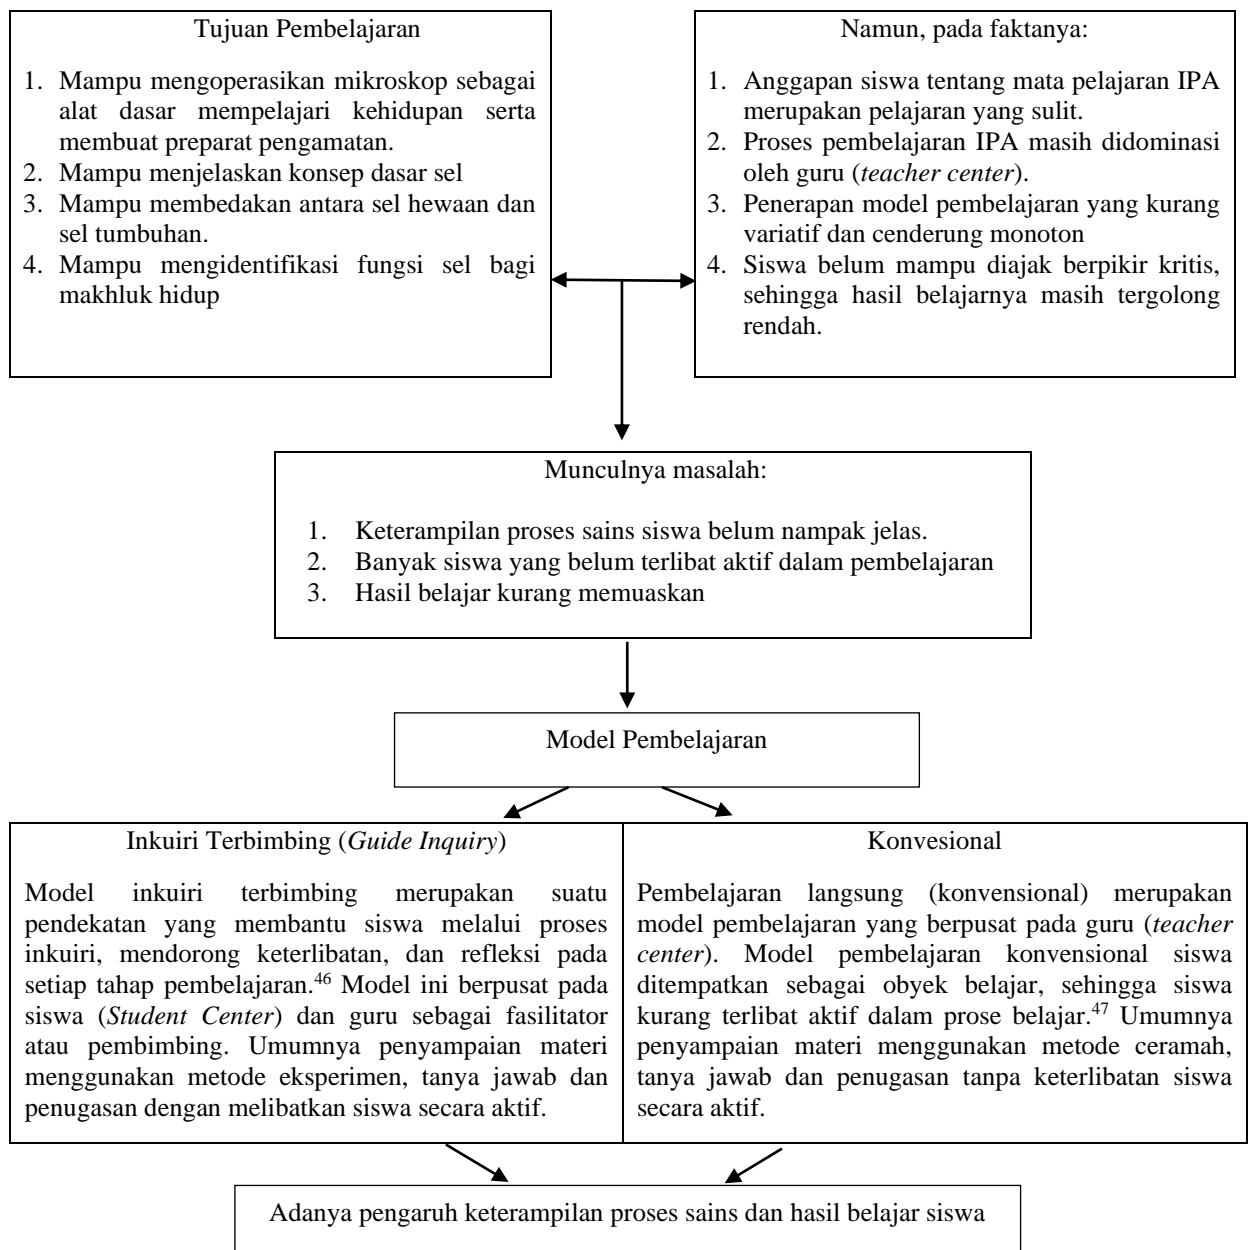 Tujuan Pembelajaran
1. Mampu mengoperasikan mikroskop sebagai
alat dasar mempelajari kehidupan serta
membuat preparat pengamatan.
2. Mampu menjelaskan konsep dasar sel
3. Mampu membedakan antara sel hewaan dan
sel tumbuhan.
4. Mampu mengidentifikasi fungsi sel bagi
makhluk hidup
Namun, pada faktanya:
1. Anggapan siswa tentang mata pelajaran IPA
merupakan pelajaran yang sulit.
2. Proses pembelajaran IPA masih didominasi
oleh guru (teacher center).
3. Penerapan model pembelajaran yang kurang
variatif dan cenderung monoton
4. Siswa belum mampu diajak berpikir kritis,
sehingga hasil belajarnya masih tergolong
rendah.
Munculnya masalah:
1. Keterampilan proses sains siswa belum nampak jelas.
2. Banyak siswa yang belum terlibat aktif dalam pembelajaran
3. Hasil belajar kurang memuaskan
Model Pembelajaran
Inkuiri Terbimbing (Guide Inquiry)
Model inkuiri terbimbing merupakan suatu
pendekatan yang membantu siswa melalui proses
inkuiri, mendorong keterlibatan, dan refleksi pada
setiap tahap pembelajaran.46 Model ini berpusat pada
siswa (Student Center) dan guru sebagai fasilitator
atau pembimbing. Umumnya penyampaian materi
menggunakan metode eksperimen, tanya jawab dan
penugasan dengan melibatkan siswa secara aktif.
Konvesional
Pembelajaran langsung (konvensional) merupakan
model pembelajaran yang berpusat pada guru (teacher
center). Model pembelajaran konvensional siswa
ditempatkan sebagai obyek belajar, sehingga siswa
kurang terlibat aktif dalam prose belajar.47 Umumnya
penyampaian materi menggunakan metode ceramah,
tanya jawab dan penugasan tanpa keterlibatan siswa
secara aktif.
Adanya pengaruh keterampilan proses sains dan hasil belajar siswa